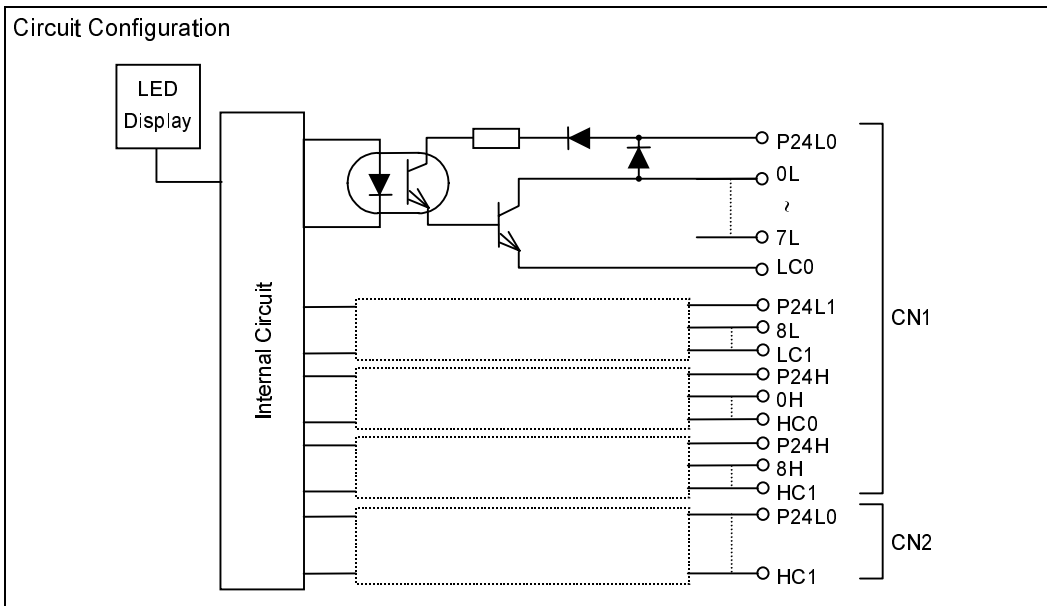 Circuit Configuration
LED
Display
Internal Circuit
P24L0
0L
~
7L
LC0
P24L1
8L
LC1
P24H
0H
HC0
P24H
8H
HC1
CN1
P24L0
HC1
CN2